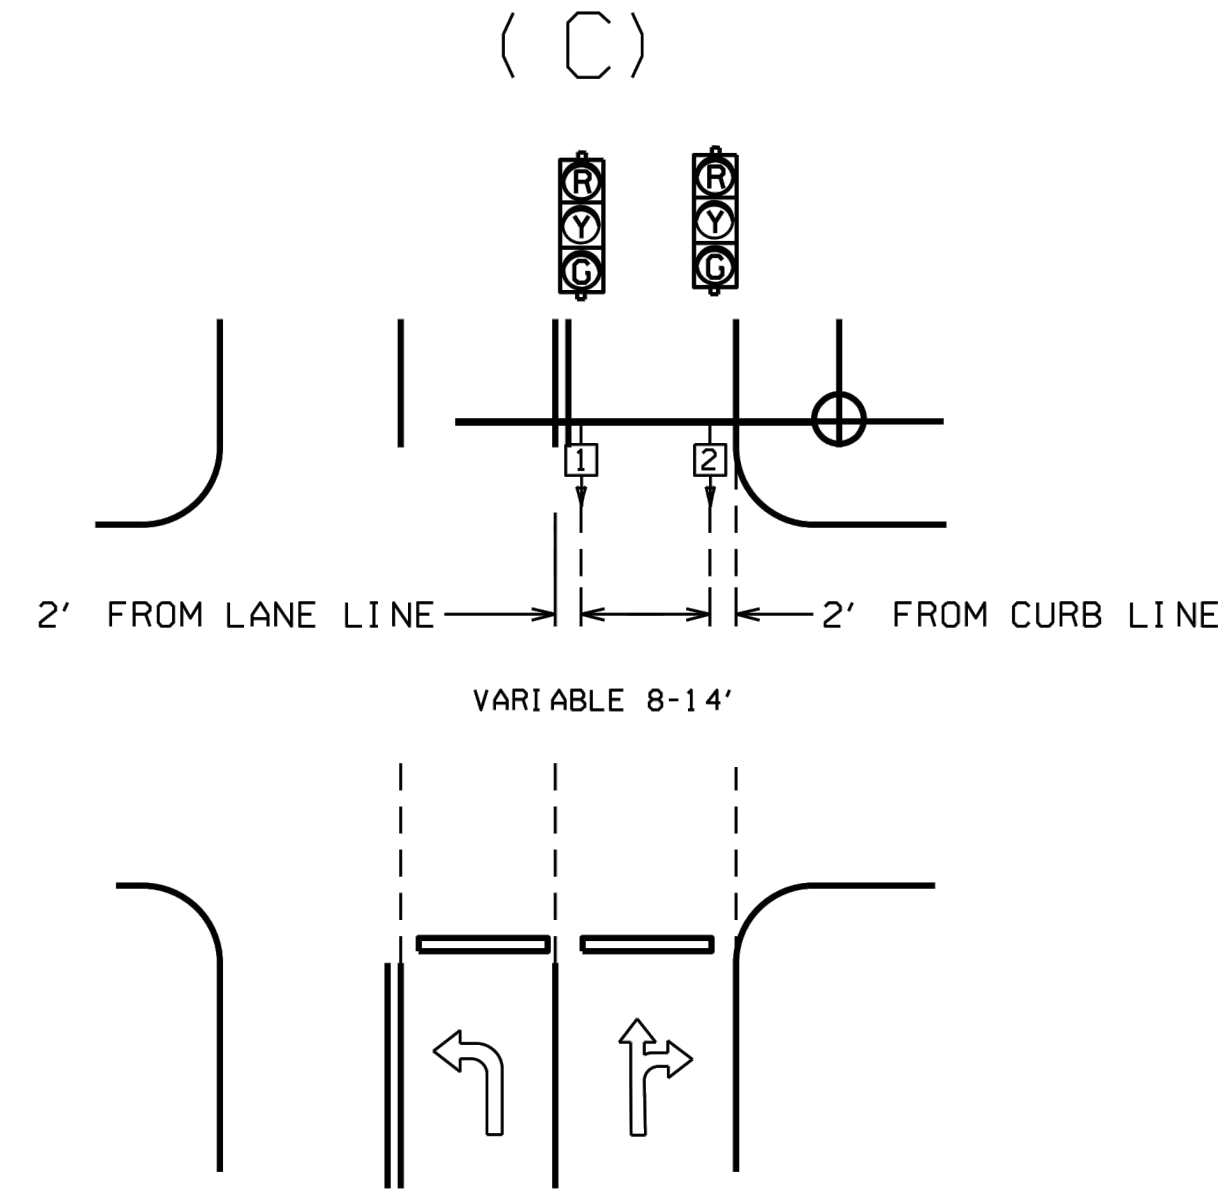 (C)
R R
Y Y
G G
1 2
2' FROM LANE LINE 2' FROM CURB LINE
VARIABLE 8-14'